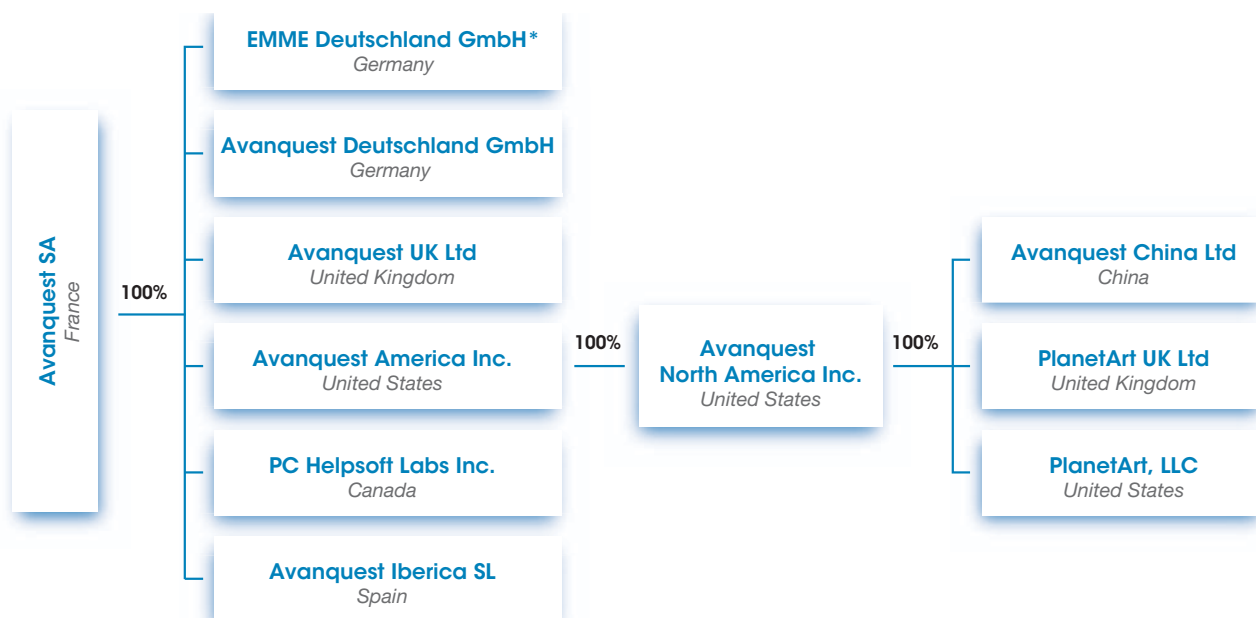 Avanquest SA
France
100%
EMME Deutschland GmbH*
Germany
Avanquest Deutschland GmbH
Germany
Avanquest UK Ltd
United Kingdom
Avanquest America Inc.
United States
PC Helpsoft Labs Inc.
Canada
Avanquest Iberica SL
Spain
100%
Avanquest
North America Inc.
United States
100%
Avanquest China Ltd
China
PlanetArt UK Ltd
United Kingdom
PlanetArt, LLC
United States